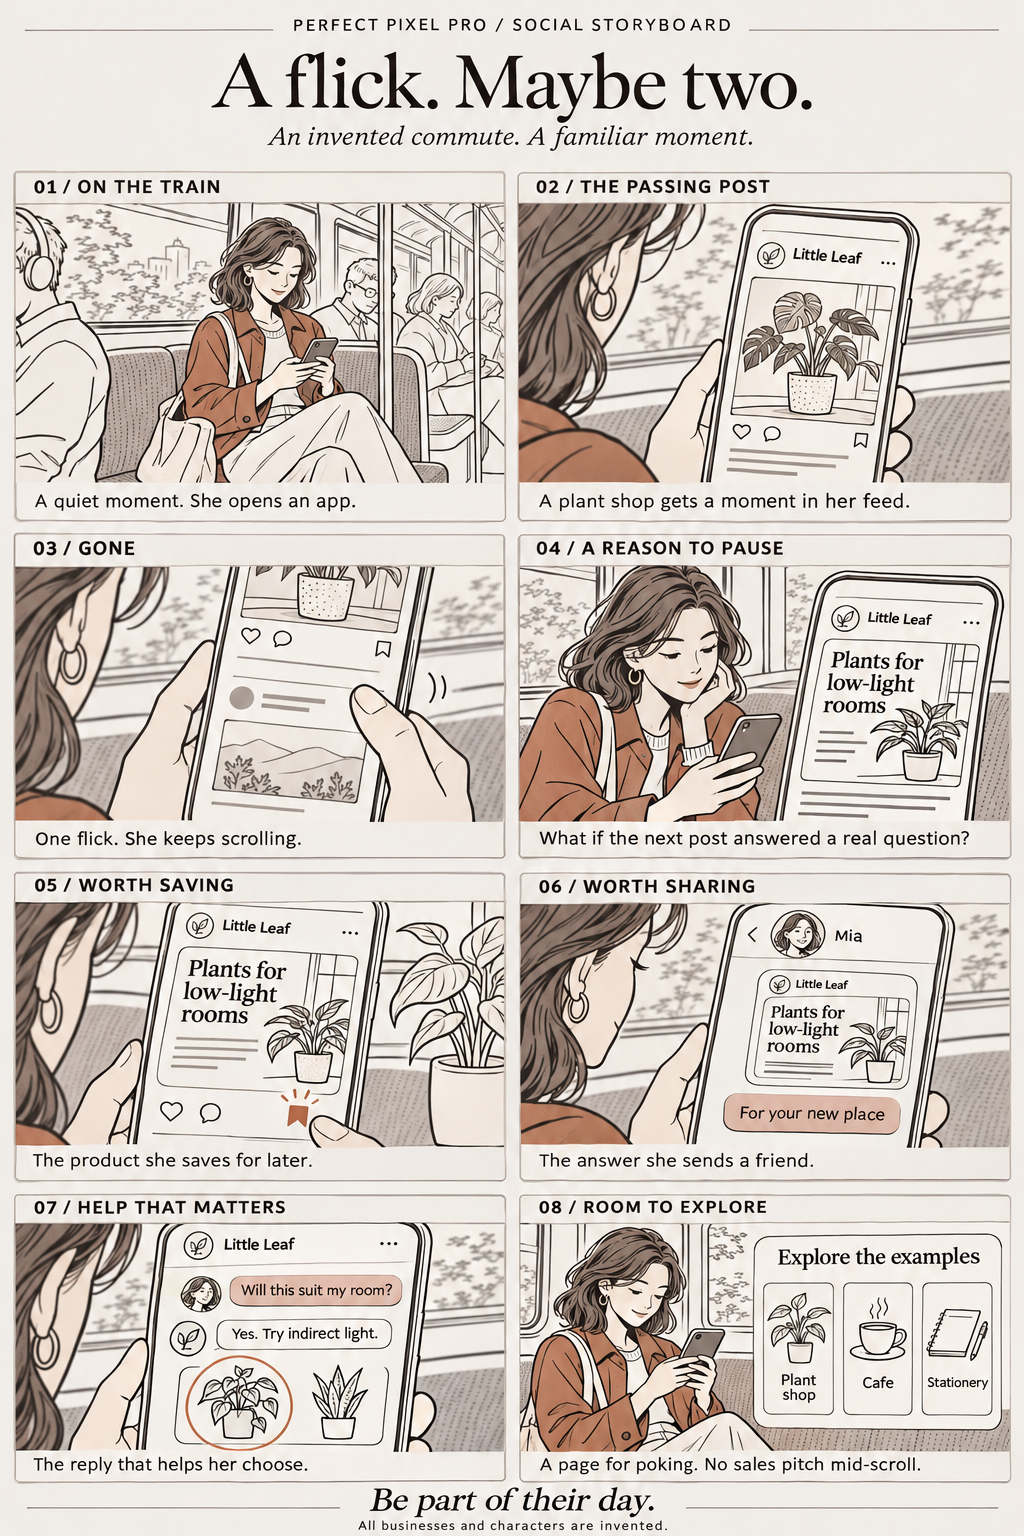 PERFECT PIXEL PRO / SOCIAL STORYBOARD
A flick. Maybe two.
An invented commute. A familiar moment.
01 / ON THE TRAIN
A quiet moment. She opens an app.
02 / THE PASSING POST
Little Leaf
A plant shop gets a moment in her feed.
03 / GONE
One flick. She keeps scrolling.
04 / A REASON TO PAUSE
Little Leaf
Plants for
low-light
rooms
What if the next post answered a real question?
05 / WORTH SAVING
Little Leaf
Plants for
low-light
rooms
The product she saves for later.
06 / WORTH SHARING
Mia
Little Leaf
Plants for
low-light
rooms
For your new place
The answer she sends a friend.
07 / HELP THAT MATTERS
Little Leaf
Will this suit my room?
Yes. Try indirect light.
The reply that helps her choose.
08 / ROOM TO EXPLORE
Explore the examples
Plant
shop
Cafe
Stationery
A page for poking. No sales pitch mid-scroll.
Be part of their day.
All businesses and characters are invented.